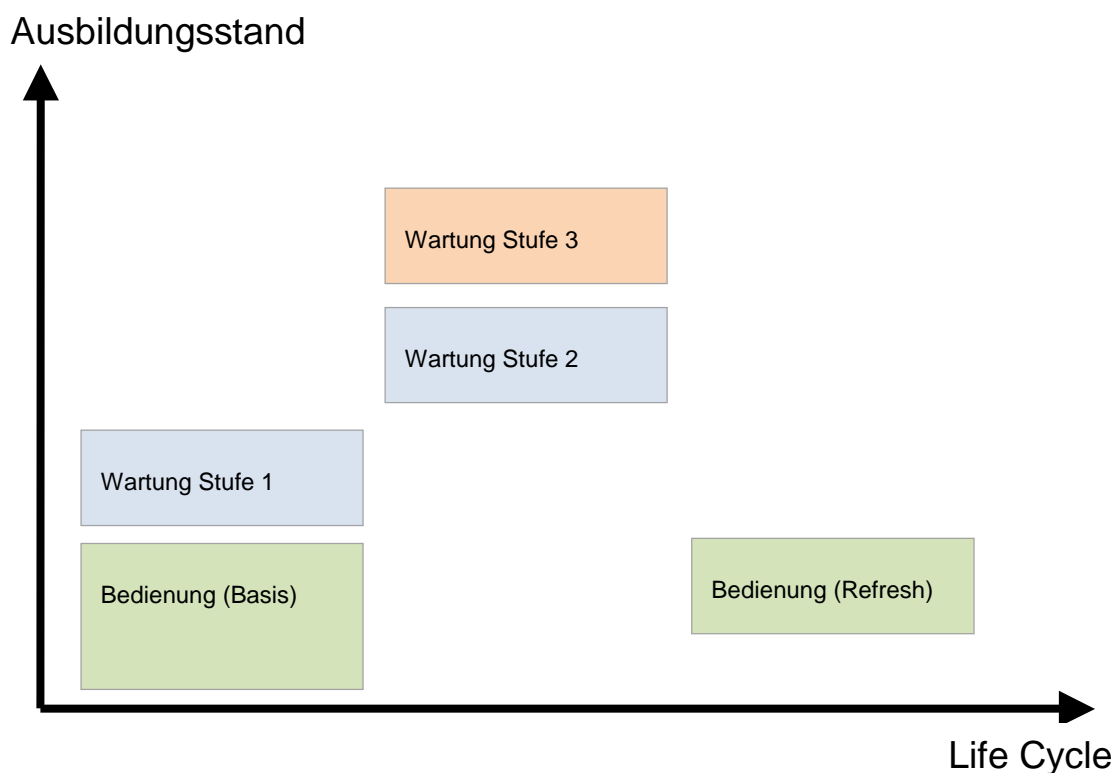 Ausbildungsstand
Wartung Stufe 3
Wartung Stufe 2
Wartung Stufe 1
Bedienung (Basis)
Bedienung (Refresh)
Life Cycle